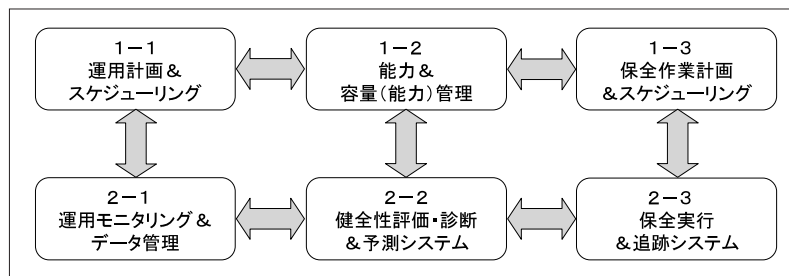 1－1
運用計画＆
スケジューリング
1－2
能力＆
容量（能力）管理
1－3
保全作業計画
＆スケジューリング
2－1
運用モニタリング＆
データ管理
2－2
健全性評価・診断
＆予測システム
2－3
保全実行
＆追跡システム